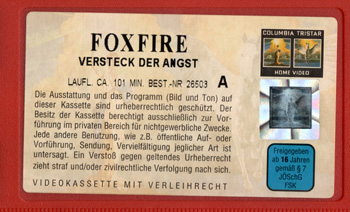 FOXFIRE
VERSTECK DER ANGST
LAUFL. CA. 101 MIN. BEST.-NR 26503 A
Die Ausstattung und das Programm (Bild und Ton) auf
dieser Kassette sind urheberrechtlich geschützt. Der
Besitz der Kassette berechtigt ausschließlich zur Vor-
führung im privaten Bereich für nichtgewerbliche Zwecke.
Jede andere Benutzung, wie z.B. öffentliche Auf- oder
Vorführung, Sendung, Vervielfältigung jeglicher Art ist
untersagt. Ein Verstoß gegen geltendes Urheberrecht
zieht straf und/oder zivilrechtliche Verfolgung nach sich.
VIDEOKASSETTE MIT VERLEIHRECHT
COLUMBIA TRISTAR
HOME VIDEO
Freigegeben
ab 16 Jahren
gemäß § 7
JÖSchG
FSK